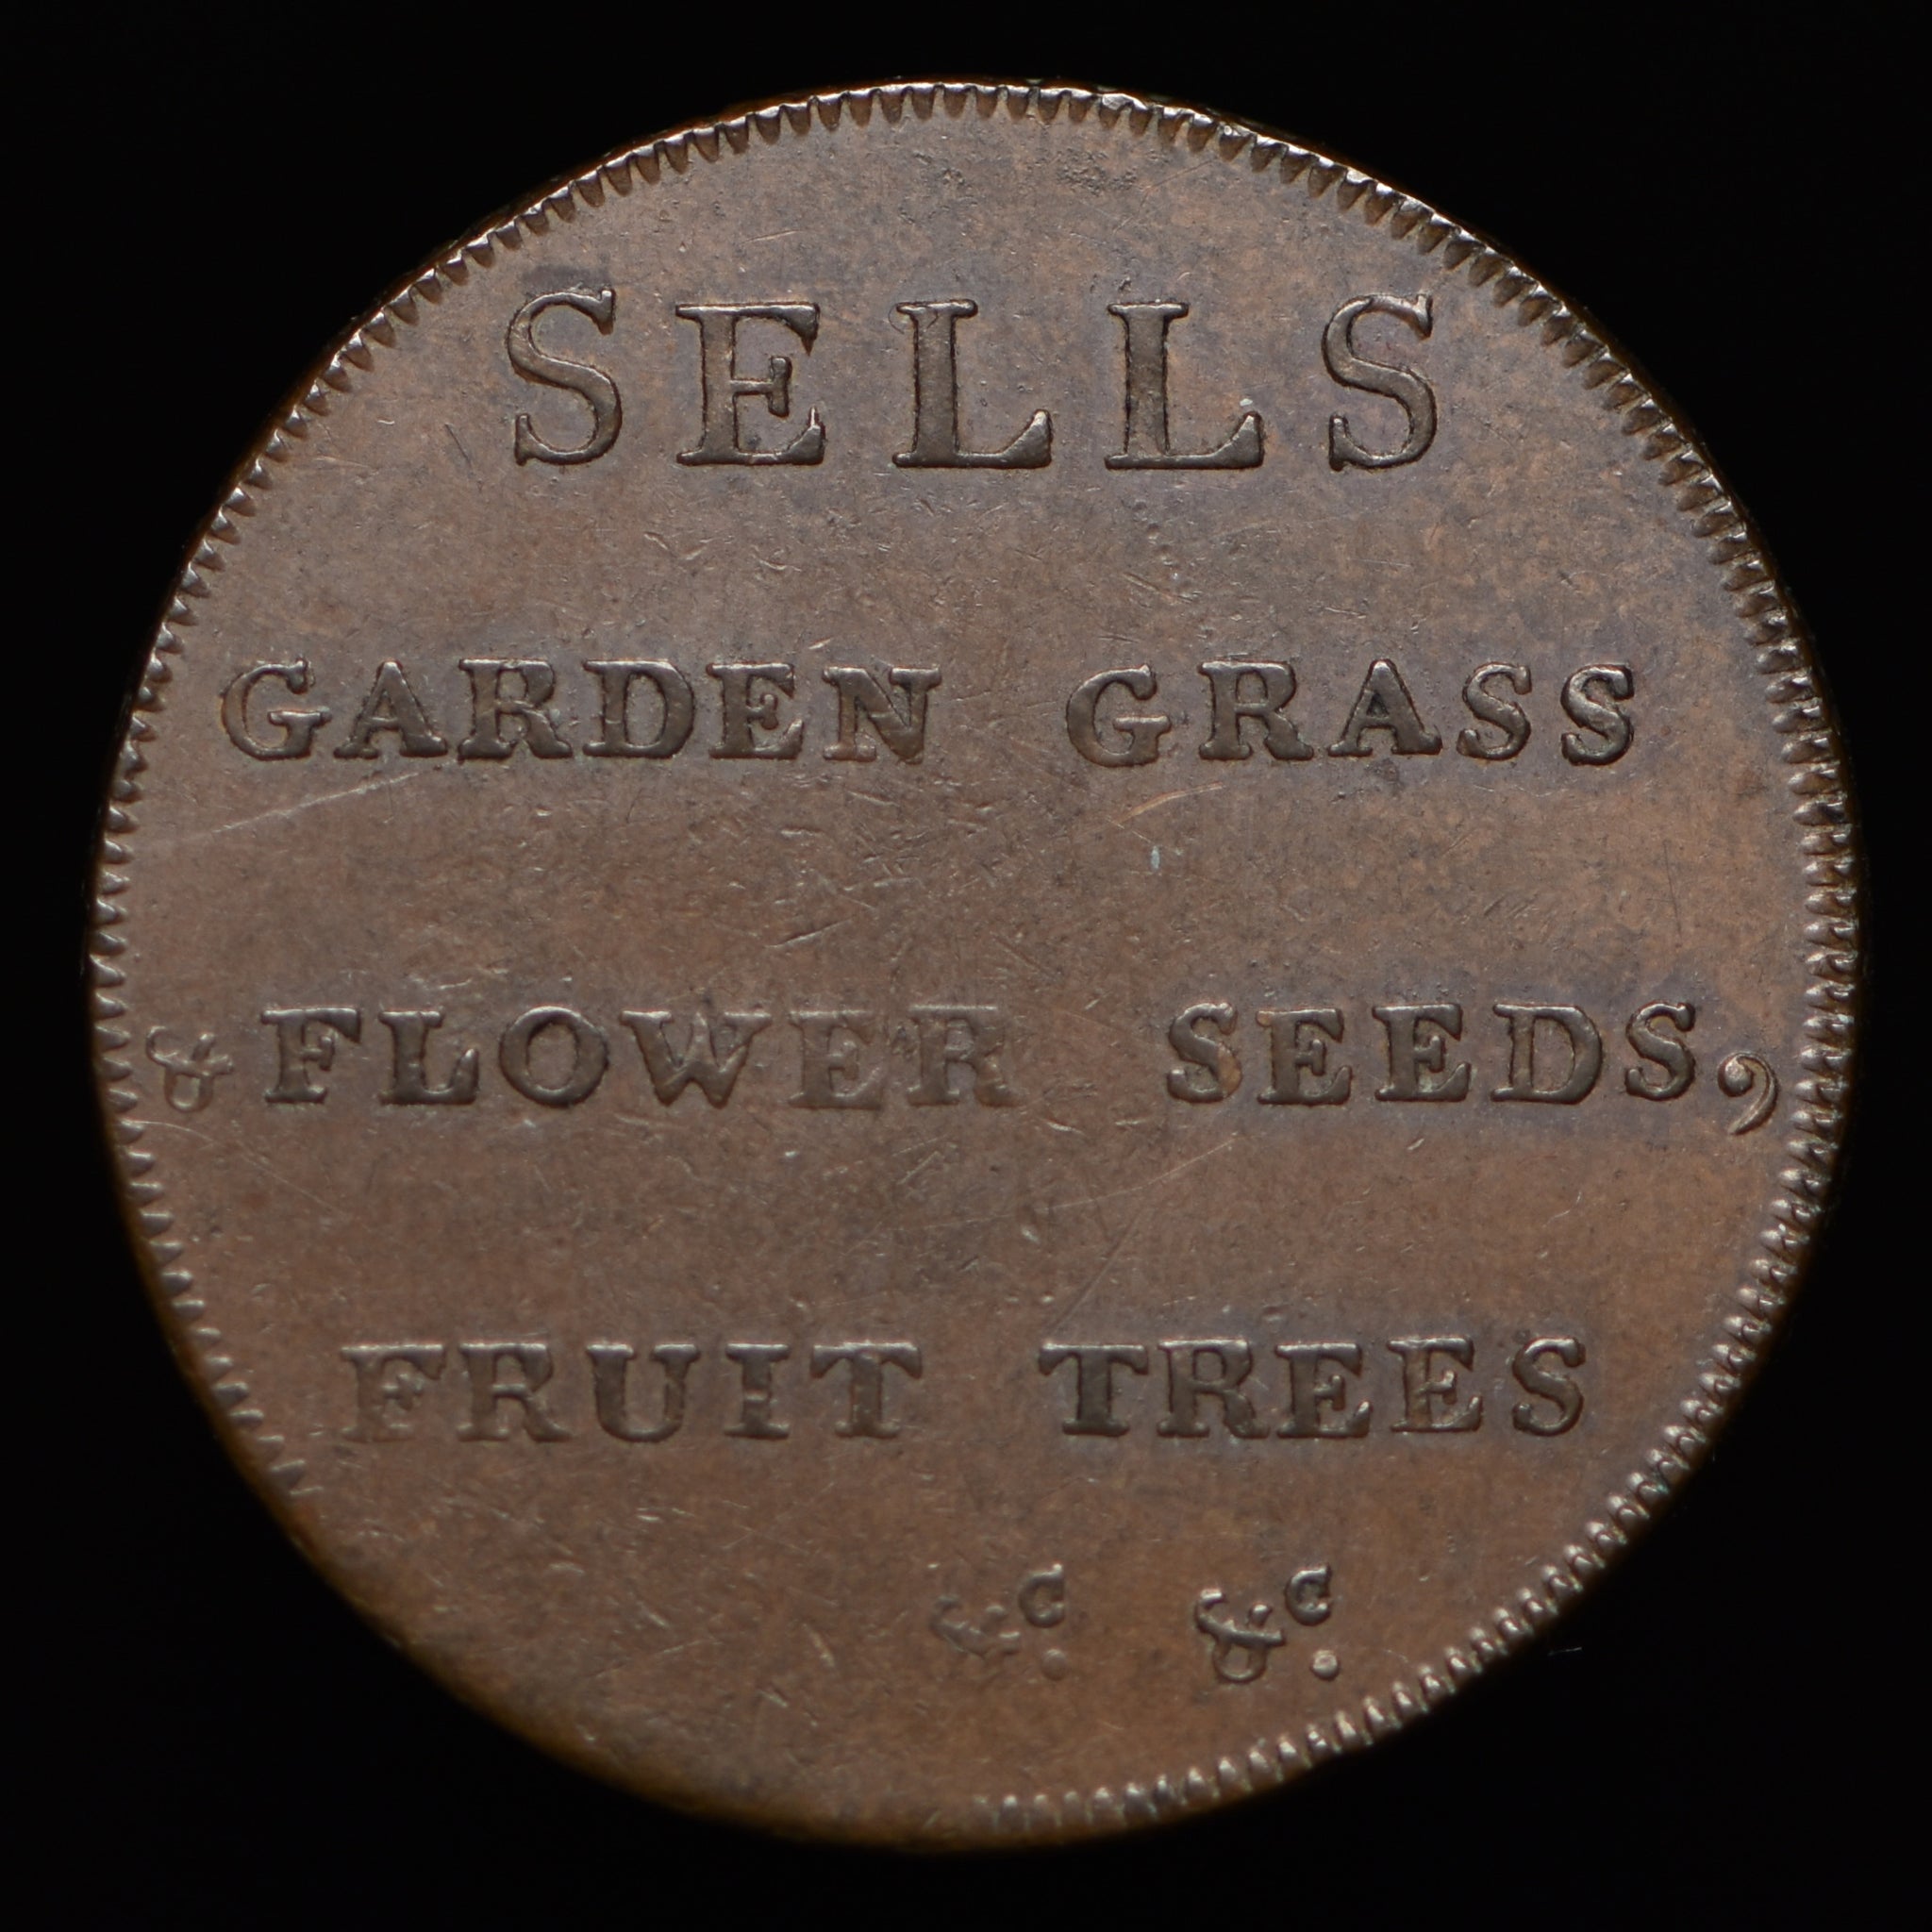 SELLS
GARDEN GRASS
& FLOWER SEEDS,
FRUIT TREES
&c. &c.